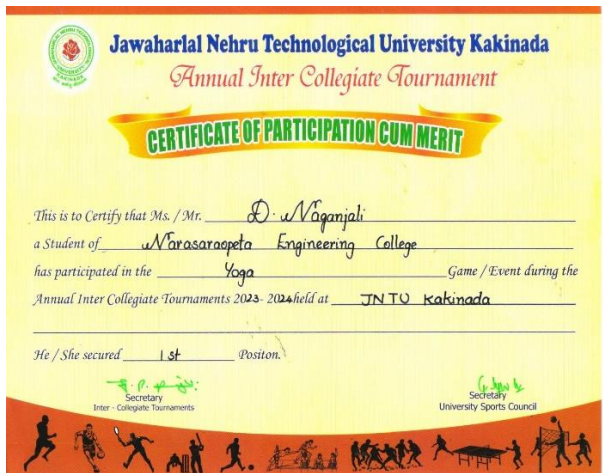 Jawaharlal Nehru Technological University Kakinada
Annual Inter Collegiate Tournament
CERTIFICATE OF PARTICIPATION CUM MERIT
This is to Certify that Ms. / Mr. D. Naganjali
a Student of Narasaraopeta Engineering College
has participated in the Yoga Game / Event during the
Annual Inter Collegiate Tournaments 2023-2024 held at JNTU Kakinada
He / She secured 1st Positon.
Secretary
Inter - Collegiate Tournaments
Secretary
University Sports Council